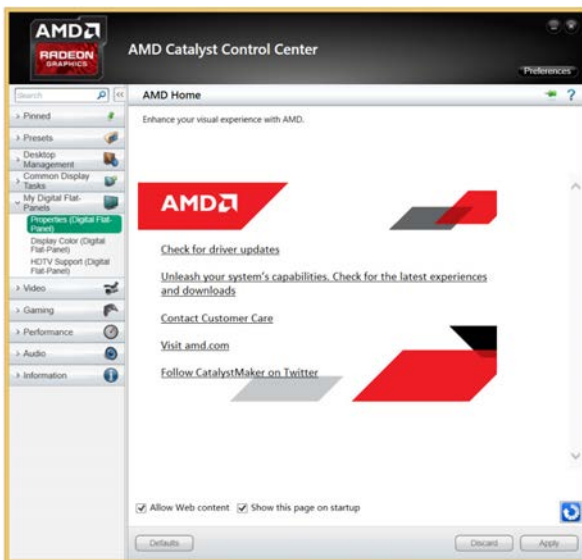 AMD
RADEON
GRAPHICS
AMD Catalyst Control Center
Preferences
Search
AMD Home
Pinned
Enhance your visual experience with AMD.
Presets
Desktop
Management
Common Display
Tasks
My Digital Flat-
Panels
Properties (Digital Flat-
Panel)
Display Color (Digital
Flat-Panel)
HDTV Support (Digital
Flat-Panel)
Video
Gaming
Performance
Audio
Information
AMD
Check for driver updates
Unleash your system's capabilities. Check for the latest experiences
and downloads
Contact Customer Care
Visit amd.com
Follow CatalystMaker on Twitter
Allow Web content
Show this page on startup
Defaults
Discard
Apply